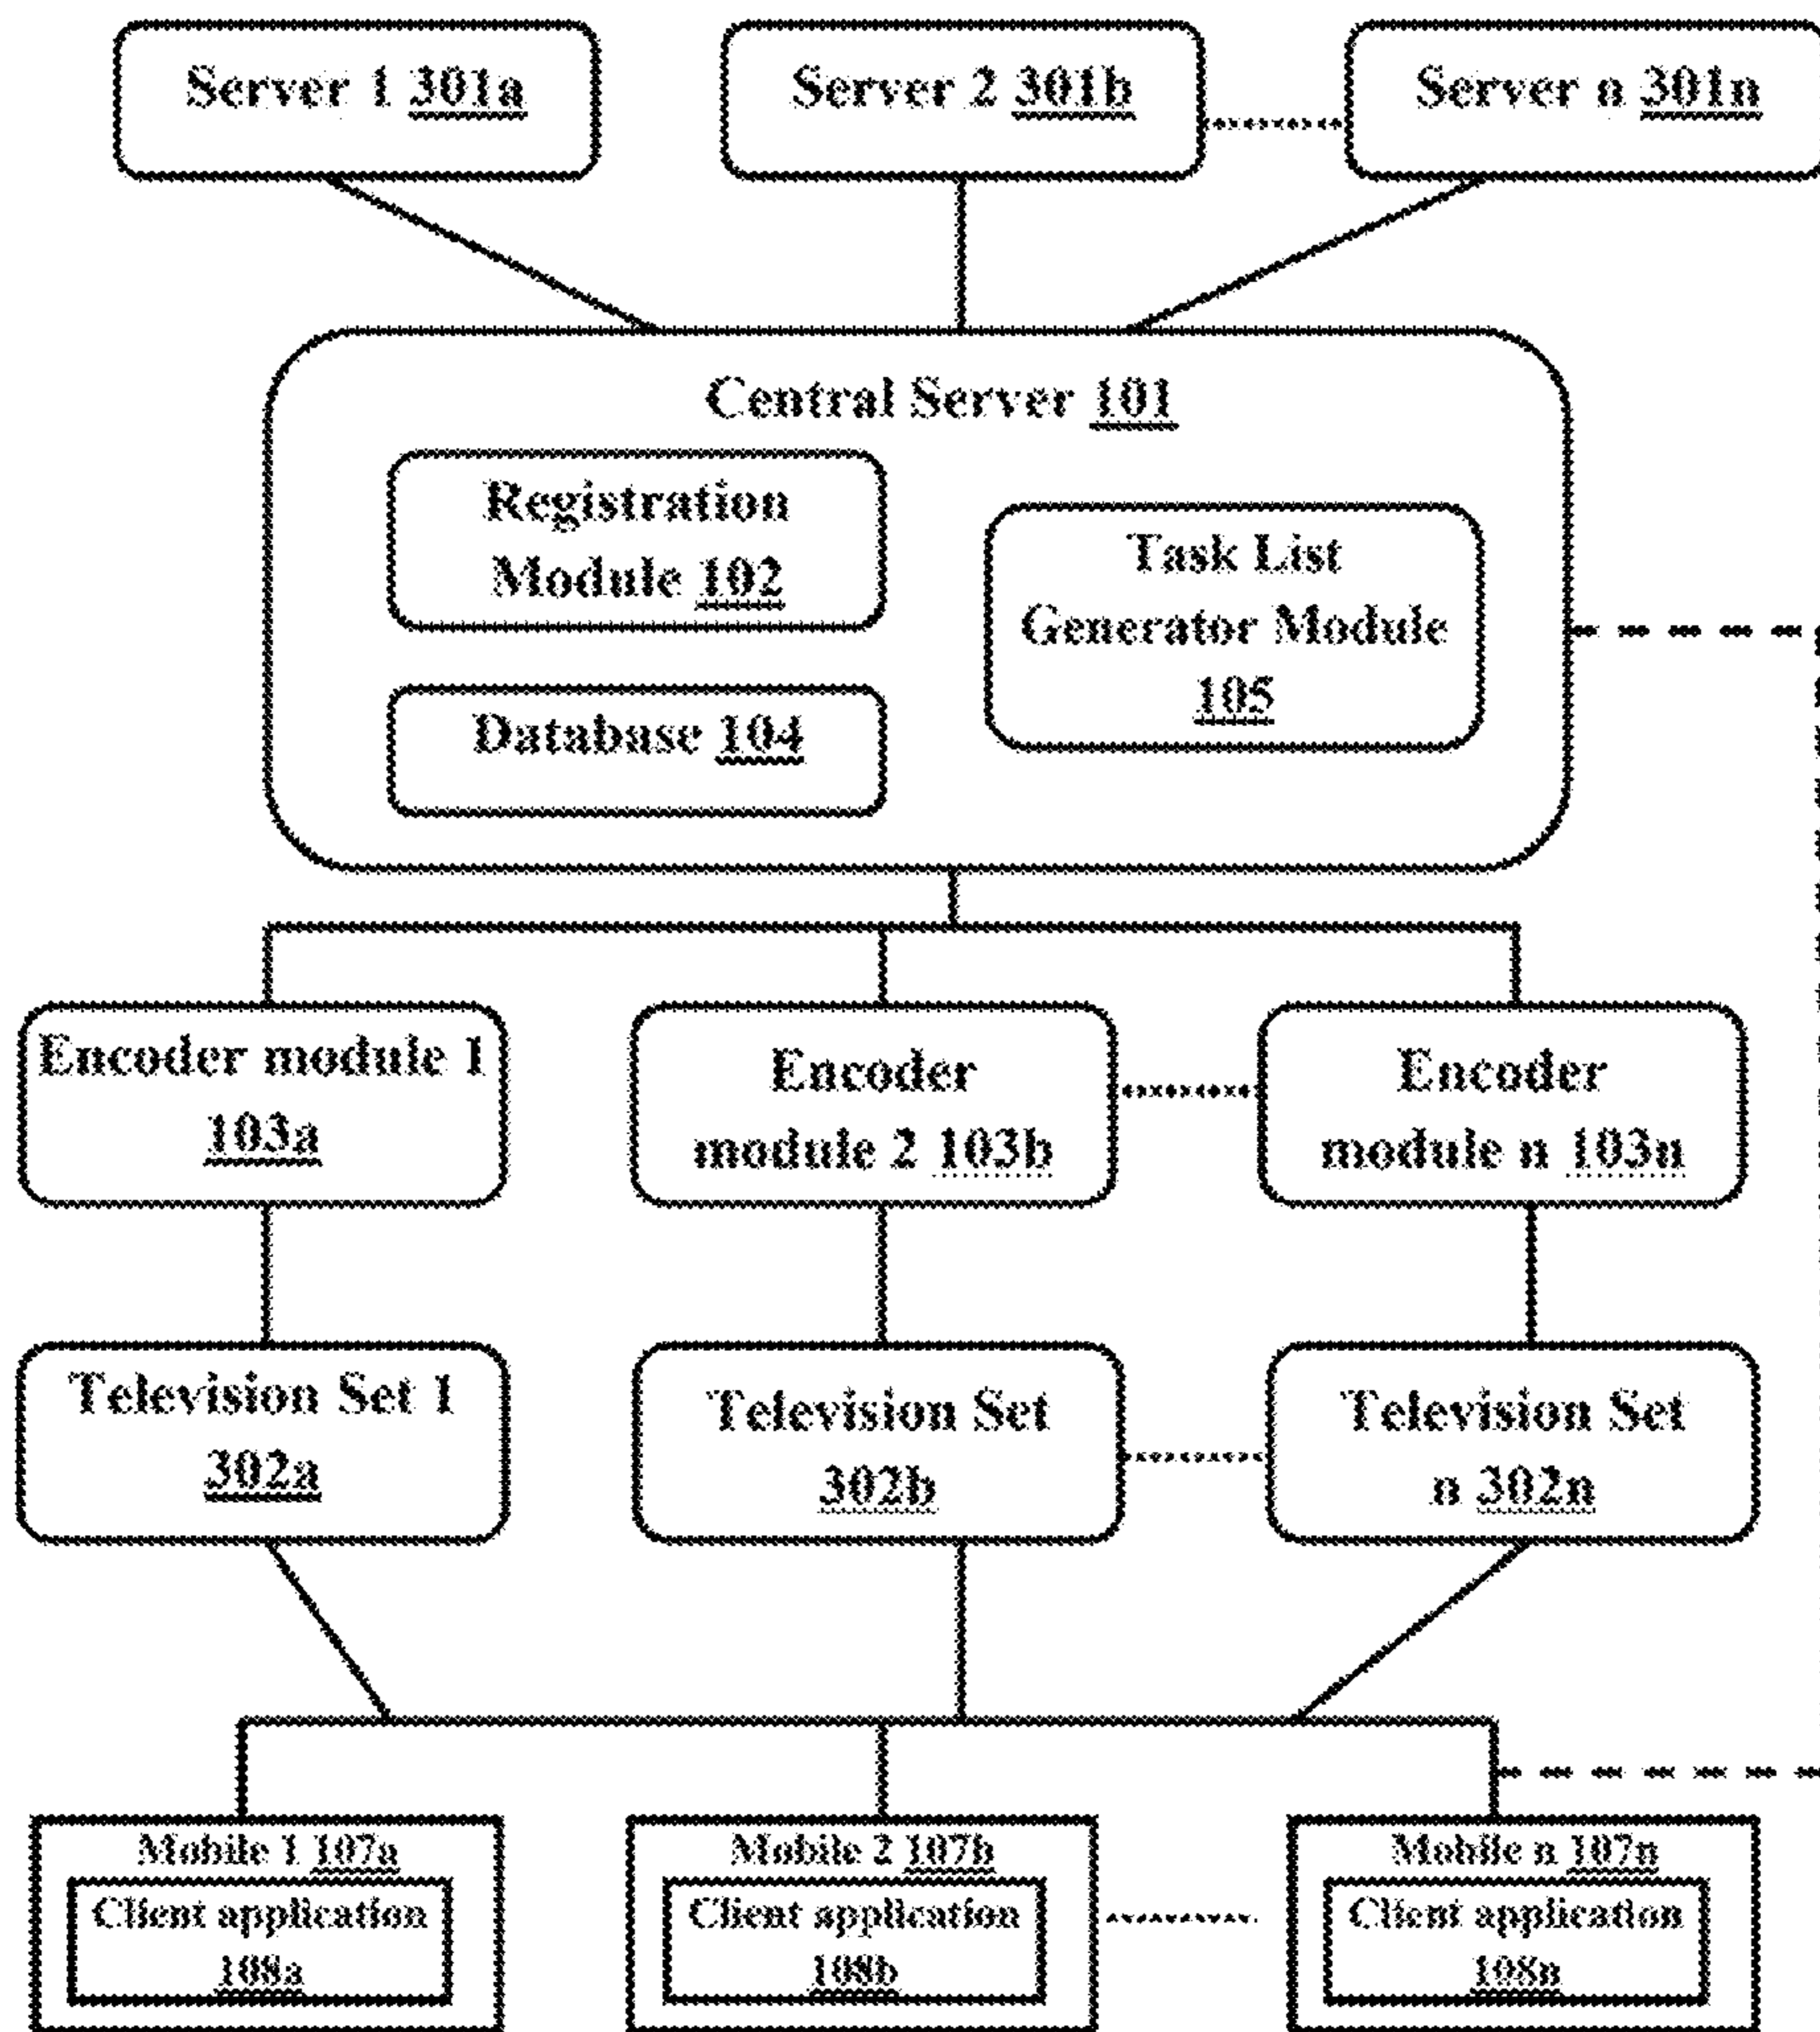 Server 1 301a
Server 2 301b
Server n 301n
Central Server 101
Registration
Module 102
Task List
Generator Module
105
Database 104
Encoder module 1
103a
Encoder
module 2 103b
Encoder
module n 103n
Television Set 1
302a
Television Set
302b
Television Set
n 302n
Mobile 1 107a
Client application
108a
Mobile 2 107b
Client application
108b
Mobile n 107n
Client application
108n